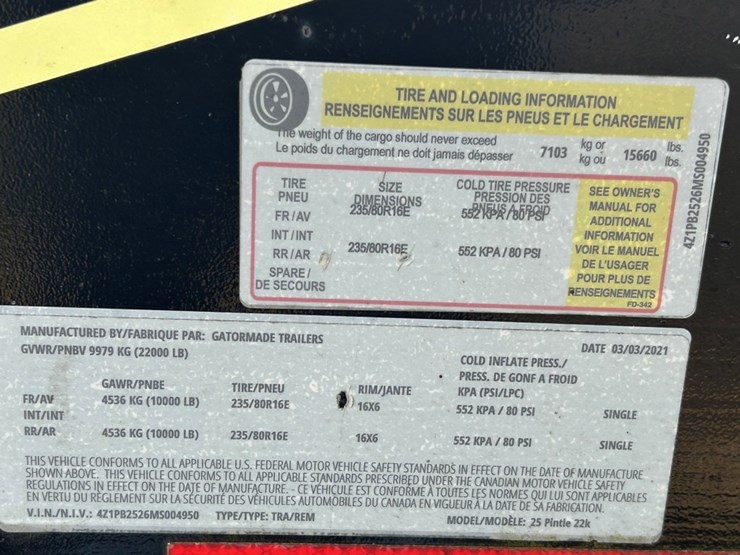 TIRE AND LOADING INFORMATION
RENSEIGNEMENTS SUR LES PNEUS ET LE CHARGEMENT
The weight of the cargo should never exceed
Le poids du chargement ne doit jamais dépasser
7103 kg or kg ou 15660 lbs. lbs.
TIRE PNEU SIZE DIMENSIONS COLD TIRE PRESSURE PRESSION DES PNEUS A FROID
FR/AV 235/80R16E 552 KPA / 80 PSI
INT/INT
RR/AR 235/80R16E 552 KPA / 80 PSI
SPARE /
DE SECOURS
SEE OWNER'S
MANUAL FOR
ADDITIONAL
INFORMATION
VOIR LE MANUEL
DE L'USAGER
POUR PLUS DE
RENSEIGNEMENTS
FD-342
4Z1PB2526MS004950
MANUFACTURED BY/FABRIQUE PAR: GATORMADE TRAILERS DATE 03/03/2021
GVWR/PNBV 9979 KG (22000 LB)
COLD INFLATE PRESS./
PRESS. DE GONF A FROID
GAWR/PNBE TIRE/PNEU RIM/JANTE KPA (PSI/LPC)
FR/AV 4536 KG (10000 LB) 235/80R16E 16X6 552 KPA / 80 PSI SINGLE
INT/INT
RR/AR 4536 KG (10000 LB) 235/80R16E 16X6 552 KPA / 80 PSI SINGLE
THIS VEHICLE CONFORMS TO ALL APPLICABLE U.S. FEDERAL MOTOR VEHICLE SAFETY STANDARDS IN EFFECT ON THE DATE OF MANUFACTURE
SHOWN ABOVE. THIS VEHICLE CONFORMS TO ALL APPLICABLE STANDARDS PRESCRIBED UNDER THE CANADIAN MOTOR VEHICLE SAFETY
REGULATIONS IN EFFECT ON THE DATE OF MANUFACTURE. - CE VÉHICULE EST CONFORME À TOUTES LES NORMES QUI LUI SONT APPLICABLES
EN VERTU DU RÈGLEMENT SUR LA SÉCURITÉ DES VÉHICULES AUTOMOBILES DU CANADA EN VIGUEUR À LA DATE DE SA FABRICATION.
V.I.N./N.I.V.: 4Z1PB2526MS004950 TYPE/TYPE: TRA/REM MODEL/MODÈLE: 25 Pintle 22k